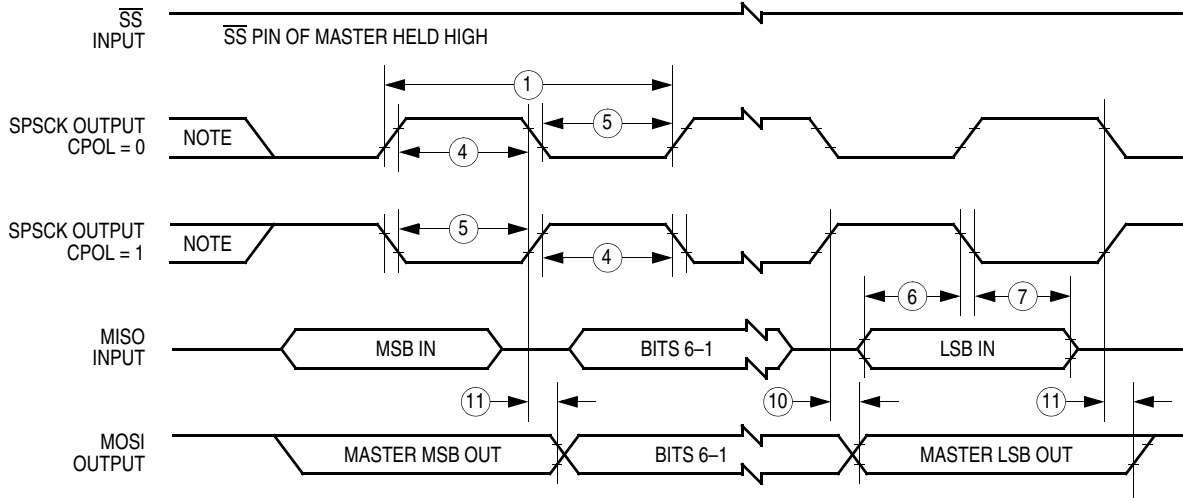 SS
INPUT
SS PIN OF MASTER HELD HIGH
1
SPSCK OUTPUT
CPOL = 0
NOTE
5
4
SPSCK OUTPUT
CPOL = 1
NOTE
5
4
6
7
MISO
INPUT
MSB IN
BITS 6–1
LSB IN
11
10
11
MOSI
OUTPUT
MASTER MSB OUT
BITS 6–1
MASTER LSB OUT